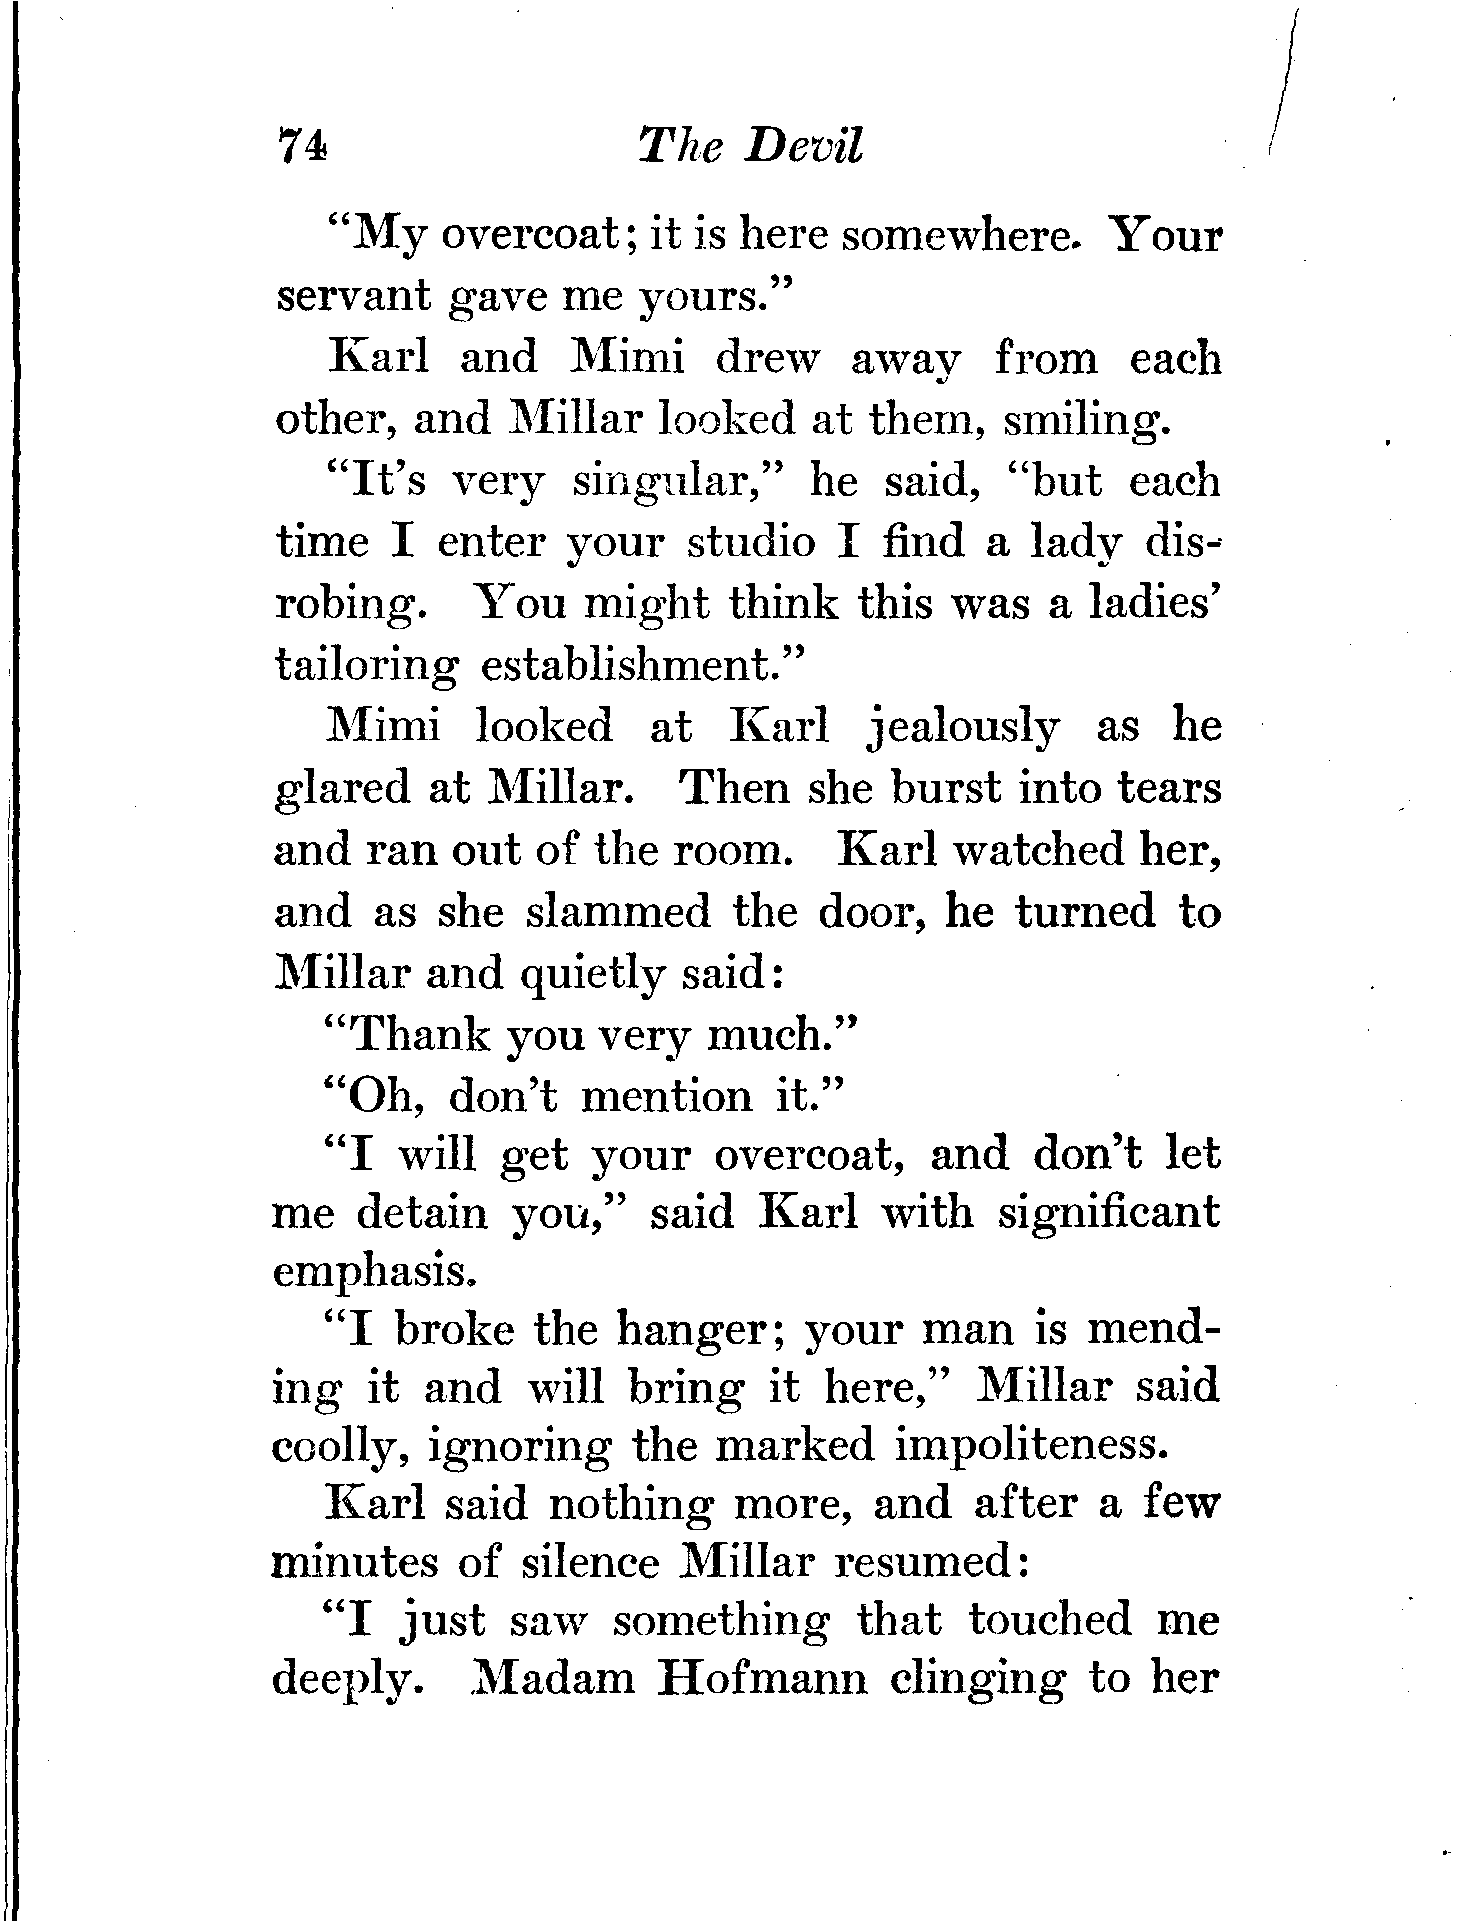 74 The Devil
"My overcoat; it is here somewhere. Your
servant gave me yours."
Karl and Mimi drew away from each
other, and Millar looked at them, smiling.
"It's very singular," he said, "but each
time I enter your studio I find a lady dis-
robing. You might think this was a ladies'
tailoring establishment."
Mimi looked at Karl jealously as he
glared at Millar. Then she burst into tears
and ran out of the room. Karl watched her,
and as she slammed the door, he turned to
Millar and quietly said:
"Thank you very much."
"Oh, don't mention it."
"I will get your overcoat, and don't let
me detain you," said Karl with significant
emphasis.
"I broke the hanger; your man is mend-
ing it and will bring it here," Millar said
coolly, ignoring the marked impoliteness.
Karl said nothing more, and after a few
minutes of silence Millar resumed:
"I just saw something that touched me
deeply. Madam Hofmann clinging to her